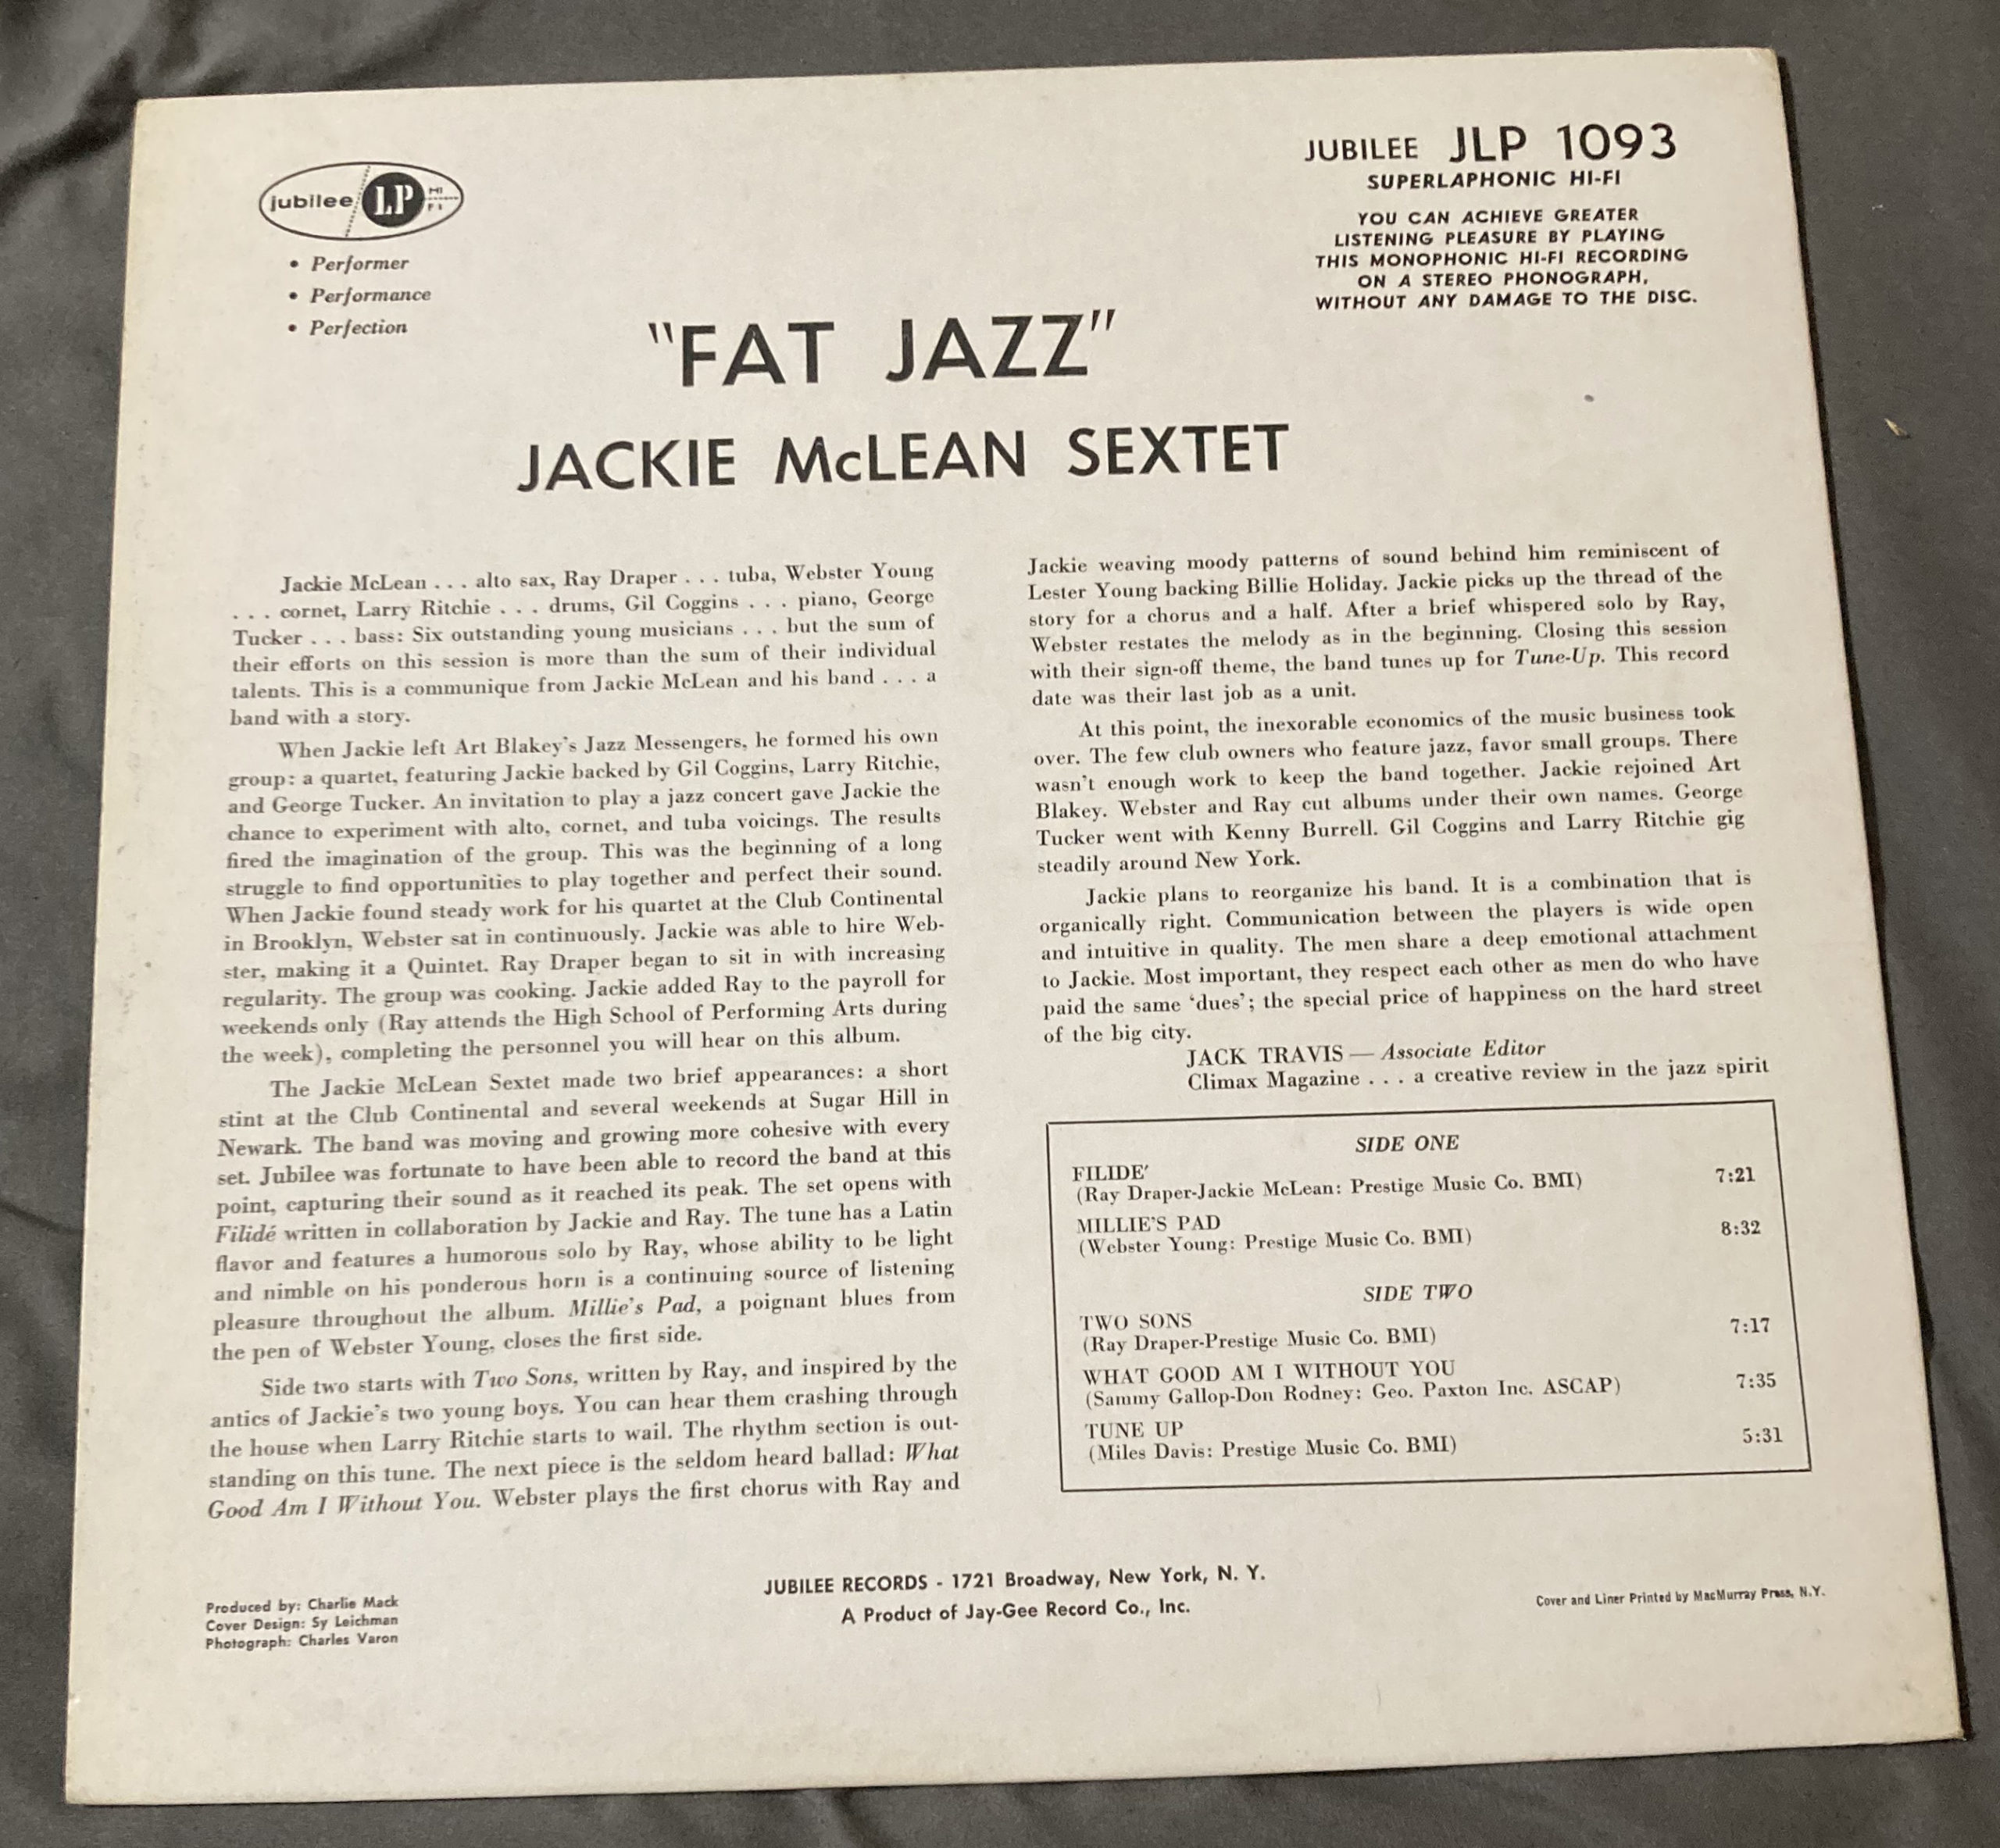 jubilee LP HI FI
• Performer
• Performance
• Perfection
JUBILEE JLP 1093
SUPERLAPHONIC HI-FI
YOU CAN ACHIEVE GREATER
LISTENING PLEASURE BY PLAYING
THIS MONOPHONIC HI-FI RECORDING
ON A STEREO PHONOGRAPH,
WITHOUT ANY DAMAGE TO THE DISC.
"FAT JAZZ"
JACKIE McLEAN SEXTET
Jackie McLean . . . alto sax, Ray Draper . . . tuba, Webster Young
. . . cornet, Larry Ritchie . . . drums, Gil Coggins . . . piano, George
Tucker . . . bass: Six outstanding young musicians . . . but the sum of
their efforts on this session is more than the sum of their individual
talents. This is a communique from Jackie McLean and his band . . . a
band with a story.
When Jackie left Art Blakey's Jazz Messengers, he formed his own
group: a quartet, featuring Jackie backed by Gil Coggins, Larry Ritchie,
and George Tucker. An invitation to play a jazz concert gave Jackie the
chance to experiment with alto, cornet, and tuba voicings. The results
fired the imagination of the group. This was the beginning of a long
struggle to find opportunities to play together and perfect their sound.
When Jackie found steady work for his quartet at the Club Continental
in Brooklyn, Webster sat in continuously. Jackie was able to hire Web-
ster, making it a Quintet. Ray Draper began to sit in with increasing
regularity. The group was cooking. Jackie added Ray to the payroll for
weekends only (Ray attends the High School of Performing Arts during
the week), completing the personnel you will hear on this album.
The Jackie McLean Sextet made two brief appearances: a short
stint at the Club Continental and several weekends at Sugar Hill in
Newark. The band was moving and growing more cohesive with every
set. Jubilee was fortunate to have been able to record the band at this
point, capturing their sound as it reached its peak. The set opens with
Filidé written in collaboration by Jackie and Ray. The tune has a Latin
flavor and features a humorous solo by Ray, whose ability to be light
and nimble on his ponderous horn is a continuing source of listening
pleasure throughout the album. Millie's Pad, a poignant blues from
the pen of Webster Young, closes the first side.
Side two starts with Two Sons, written by Ray, and inspired by the
antics of Jackie's two young boys. You can hear them crashing through
the house when Larry Ritchie starts to wail. The rhythm section is out-
standing on this tune. The next piece is the seldom heard ballad: What
Good Am I Without You. Webster plays the first chorus with Ray and
Jackie weaving moody patterns of sound behind him reminiscent of
Lester Young backing Billie Holiday. Jackie picks up the thread of the
story for a chorus and a half. After a brief whispered solo by Ray,
Webster restates the melody as in the beginning. Closing this session
with their sign-off theme, the band tunes up for Tune-Up. This record
date was their last job as a unit.
At this point, the inexorable economics of the music business took
over. The few club owners who feature jazz, favor small groups. There
wasn't enough work to keep the band together. Jackie rejoined Art
Blakey. Webster and Ray cut albums under their own names. George
Tucker went with Kenny Burrell. Gil Coggins and Larry Ritchie gig
steadily around New York.
Jackie plans to reorganize his band. It is a combination that is
organically right. Communication between the players is wide open
and intuitive in quality. The men share a deep emotional attachment
to Jackie. Most important, they respect each other as men do who have
paid the same 'dues'; the special price of happiness on the hard street
of the big city.
JACK TRAVIS — Associate Editor
Climax Magazine . . . a creative review in the jazz spirit
SIDE ONE
FILIDE'
(Ray Draper-Jackie McLean: Prestige Music Co. BMI) 7:21
MILLIE'S PAD
(Webster Young: Prestige Music Co. BMI) 8:32
SIDE TWO
TWO SONS
(Ray Draper-Prestige Music Co. BMI) 7:17
WHAT GOOD AM I WITHOUT YOU
(Sammy Gallop-Don Rodney: Geo. Paxton Inc. ASCAP) 7:35
TUNE UP
(Miles Davis: Prestige Music Co. BMI) 5:31
Produced by: Charlie Mack
Cover Design: Sy Leichman
Photograph: Charles Varon
JUBILEE RECORDS - 1721 Broadway, New York, N. Y.
A Product of Jay-Gee Record Co., Inc.
Cover and Liner Printed by MacMurray Press, N.Y.